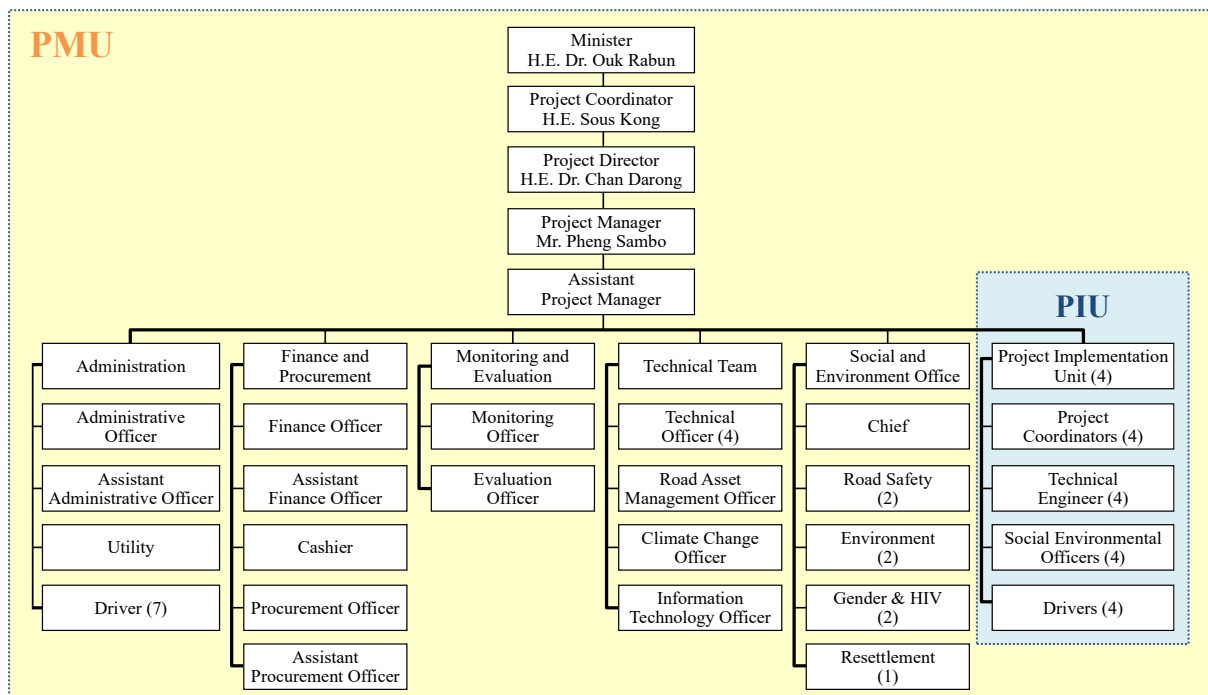 PMU
Minister
H.E. Dr. Ouk Rabun
Project Coordinator
H.E. Sous Kong
Project Director
H.E. Dr. Chan Darong
Project Manager
Mr. Pheng Sambo
Assistant
Project Manager
PIU
Administration
Administrative
Officer
Assistant
Administrative Officer
Utility
Driver (7)
Finance and
Procurement
Finance Officer
Assistant
Finance Officer
Cashier
Procurement Officer
Assistant
Procurement Officer
Monitoring and
Evaluation
Monitoring
Officer
Evaluation
Officer
Technical Team
Technical
Officer (4)
Road Asset
Management Officer
Climate Change
Officer
Information
Technology Officer
Social and
Environment Office
Chief
Road Safety
(2)
Environment
(2)
Gender & HIV
(2)
Resettlement
(1)
Project Implementation
Unit (4)
Project
Coordinators (4)
Technical
Engineer (4)
Social Environmental
Officers (4)
Drivers (4)